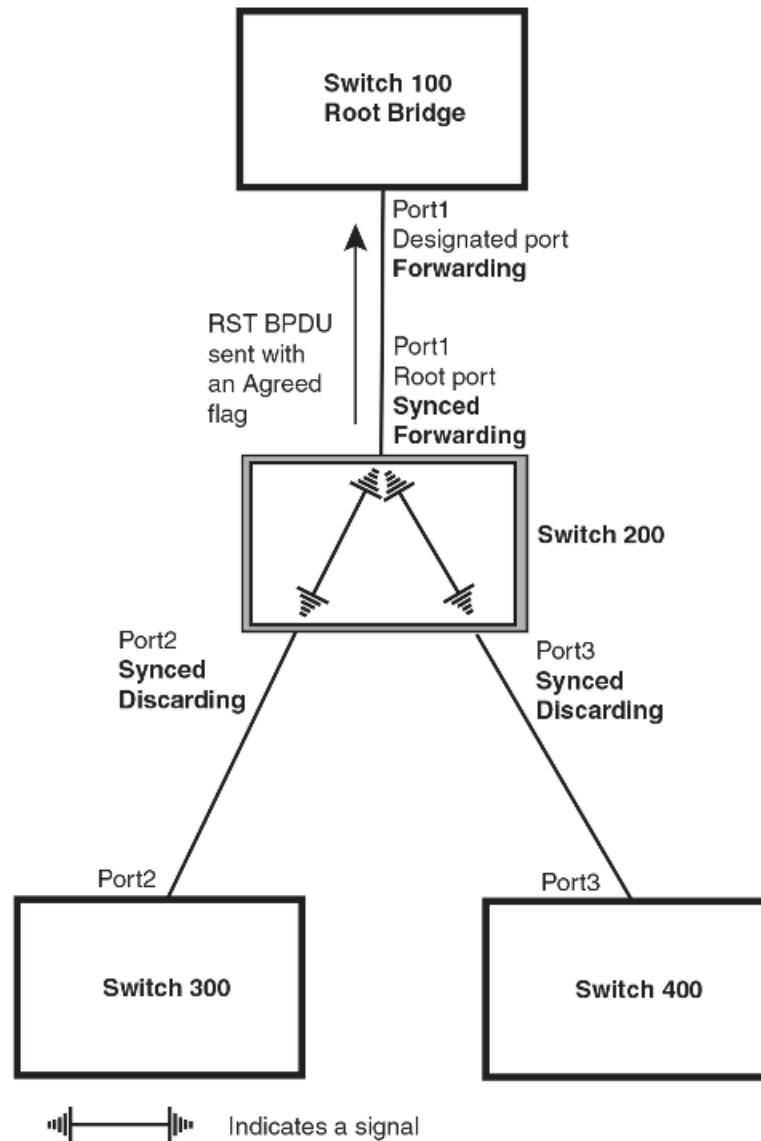 Switch 100
Root Bridge
Port1
Designated port
Forwarding
RST BPDU
sent with
an Agreed
flag
Port1
Root port
Synced
Forwarding
Switch 200
Port2
Synced
Discarding
Port3
Synced
Discarding
Port2
Port3
Switch 300
Switch 400
Indicates a signal